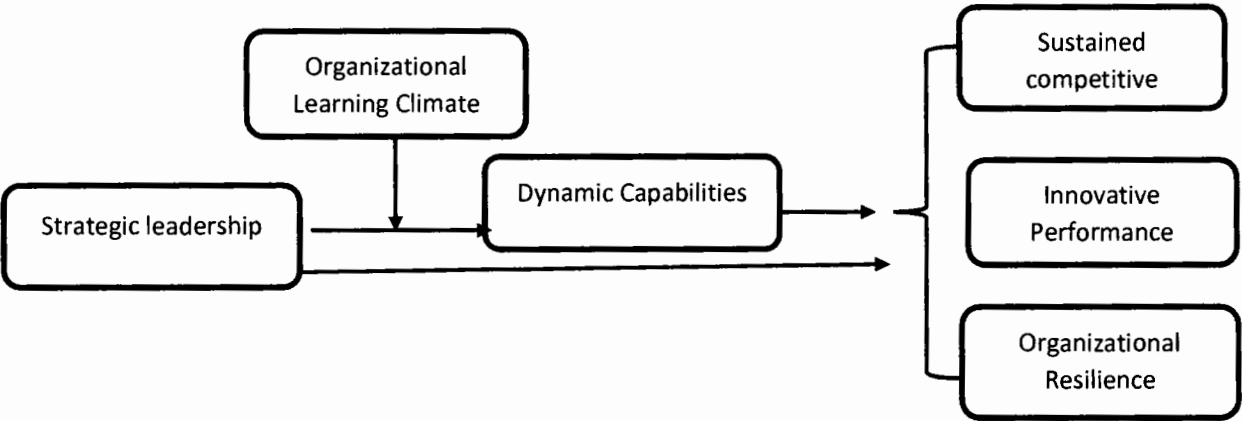 Organizational
Learning Climate
Strategic leadership
Dynamic Capabilities
Sustained
competitive
Innovative
Performance
Organizational
Resilience